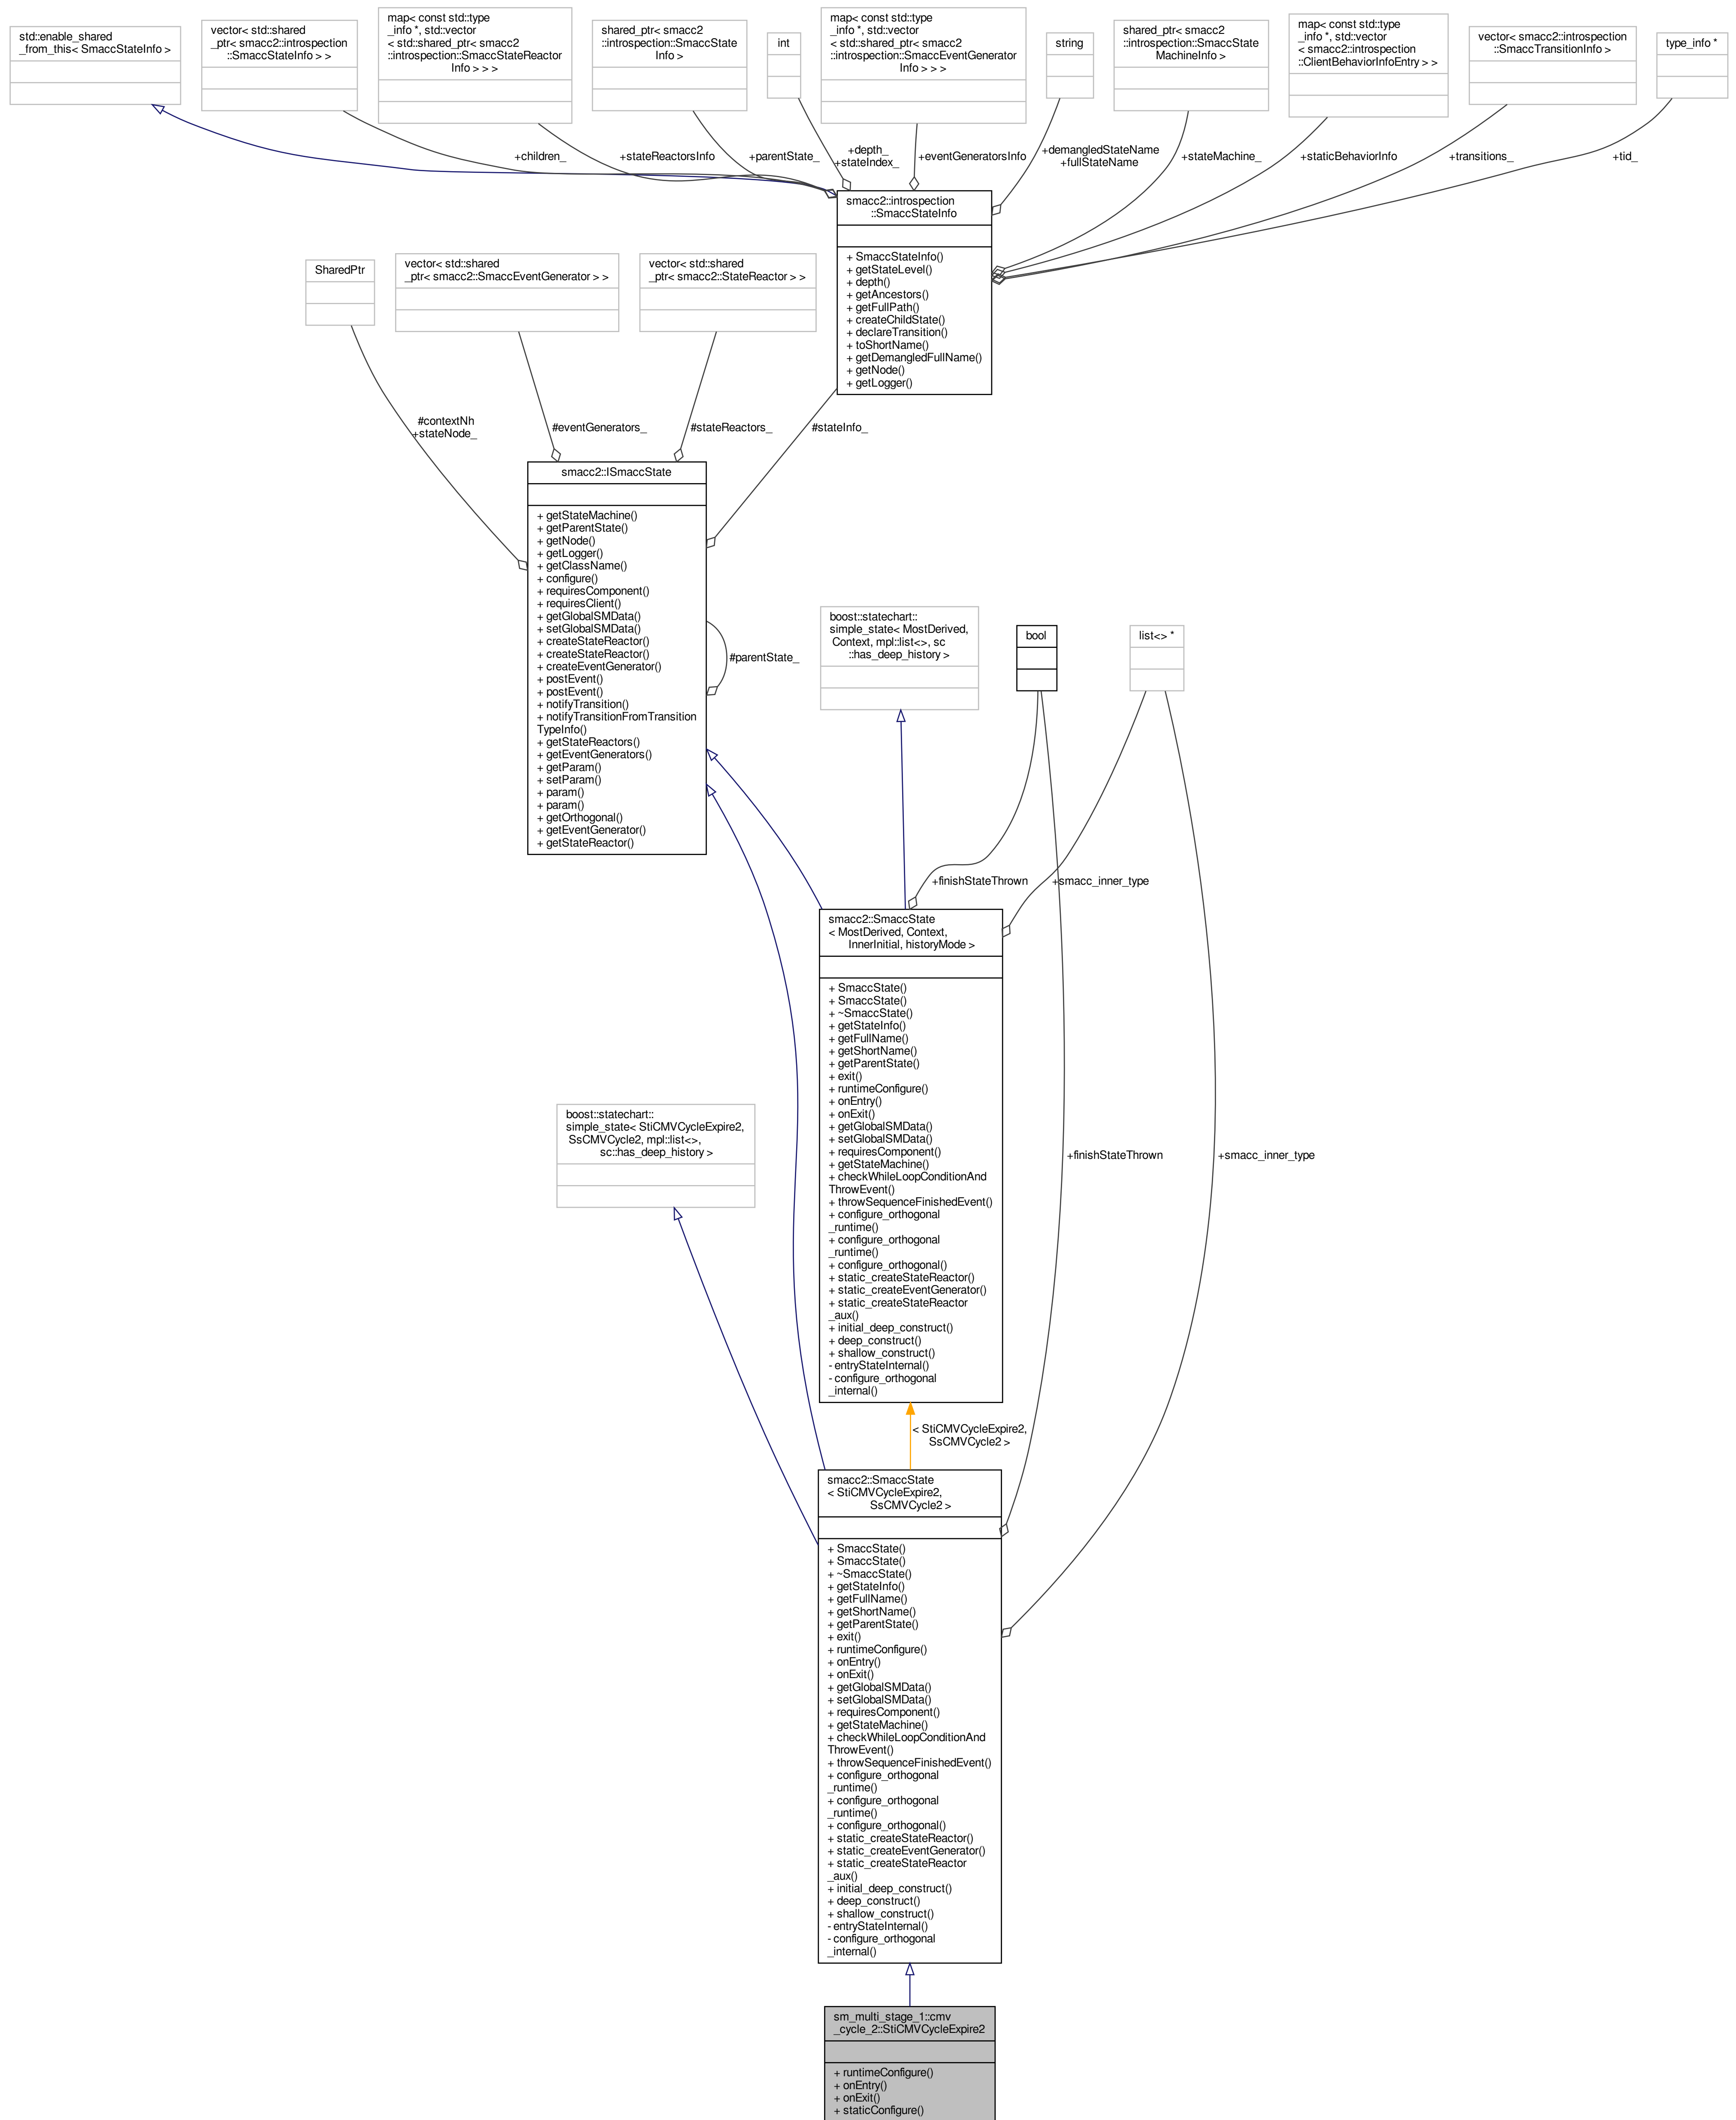 std::enable_shared
_from_this< SmaccStateInfo >
vector< std::shared
_ptr< smacc2::introspection
::SmaccStateInfo > >
map< const std::type
_info *, std::vector
< std::shared_ptr< smacc2
::introspection::SmaccStateReactor
Info > > >
shared_ptr< smacc2
::introspection::SmaccState
Info >
int
map< const std::type
_info *, std::vector
< std::shared_ptr< smacc2
::introspection::SmaccEventGenerator
Info > > >
string
shared_ptr< smacc2
::introspection::SmaccState
MachineInfo >
map< const std::type
_info *, std::vector
< smacc2::introspection
::ClientBehaviorInfoEntry > >
vector< smacc2::introspection
::SmaccTransitionInfo >
type_info *
+children_
+stateReactorsInfo
+parentState_
+depth_
+stateIndex_
+eventGeneratorsInfo
+demangledStateName
+fullStateName
+stateMachine_
+staticBehaviorInfo
+transitions_
+tid_
smacc2::introspection
::SmaccStateInfo
+ SmaccStateInfo()
+ getStateLevel()
+ depth()
+ getAncestors()
+ getFullPath()
+ createChildState()
+ declareTransition()
+ toShortName()
+ getDemangledFullName()
+ getNode()
+ getLogger()
SharedPtr
vector< std::shared
_ptr< smacc2::SmaccEventGenerator > >
vector< std::shared
_ptr< smacc2::StateReactor > >
#contextNh
+stateNode_
#eventGenerators_
#stateReactors_
#stateInfo_
smacc2::ISmaccState
+ getStateMachine()
+ getParentState()
+ getNode()
+ getLogger()
+ getClassName()
+ configure()
+ requiresComponent()
+ requiresClient()
+ getGlobalSMData()
+ setGlobalSMData()
+ createStateReactor()
+ createStateReactor()
+ createEventGenerator()
+ postEvent()
+ postEvent()
+ notifyTransition()
+ notifyTransitionFromTransition
TypeInfo()
+ getStateReactors()
+ getEventGenerators()
+ getParam()
+ setParam()
+ param()
+ param()
+ getOrthogonal()
+ getEventGenerator()
+ getStateReactor()
#parentState_
boost::statechart::
simple_state< MostDerived,
Context, mpl::list<>, sc
::has_deep_history >
bool
list<> *
+finishStateThrown
+smacc_inner_type
smacc2::SmaccState
< MostDerived, Context,
InnerInitial, historyMode >
+ SmaccState()
+ SmaccState()
+ ~SmaccState()
+ getStateInfo()
+ getFullName()
+ getShortName()
+ getParentState()
+ exit()
+ runtimeConfigure()
+ onEntry()
+ onExit()
+ getGlobalSMData()
+ setGlobalSMData()
+ requiresComponent()
+ getStateMachine()
+ checkWhileLoopConditionAnd
ThrowEvent()
+ throwSequenceFinishedEvent()
+ configure_orthogonal
_runtime()
+ configure_orthogonal
_runtime()
+ configure_orthogonal()
+ static_createStateReactor()
+ static_createEventGenerator()
+ static_createStateReactor
_aux()
+ initial_deep_construct()
+ deep_construct()
+ shallow_construct()
- entryStateInternal()
- configure_orthogonal
_internal()
boost::statechart::
simple_state< StiCMVCycleExpire2,
SsCMVCycle2, mpl::list<>,
sc::has_deep_history >
+finishStateThrown
+smacc_inner_type
< StiCMVCycleExpire2,
SsCMVCycle2 >
smacc2::SmaccState
< StiCMVCycleExpire2,
SsCMVCycle2 >
+ SmaccState()
+ SmaccState()
+ ~SmaccState()
+ getStateInfo()
+ getFullName()
+ getShortName()
+ getParentState()
+ exit()
+ runtimeConfigure()
+ onEntry()
+ onExit()
+ getGlobalSMData()
+ setGlobalSMData()
+ requiresComponent()
+ getStateMachine()
+ checkWhileLoopConditionAnd
ThrowEvent()
+ throwSequenceFinishedEvent()
+ configure_orthogonal
_runtime()
+ configure_orthogonal
_runtime()
+ configure_orthogonal()
+ static_createStateReactor()
+ static_createEventGenerator()
+ static_createStateReactor
_aux()
+ initial_deep_construct()
+ deep_construct()
+ shallow_construct()
- entryStateInternal()
- configure_orthogonal
_internal()
sm_multi_stage_1::cmv
_cycle_2::StiCMVCycleExpire2
+ runtimeConfigure()
+ onEntry()
+ onExit()
+ staticConfigure()